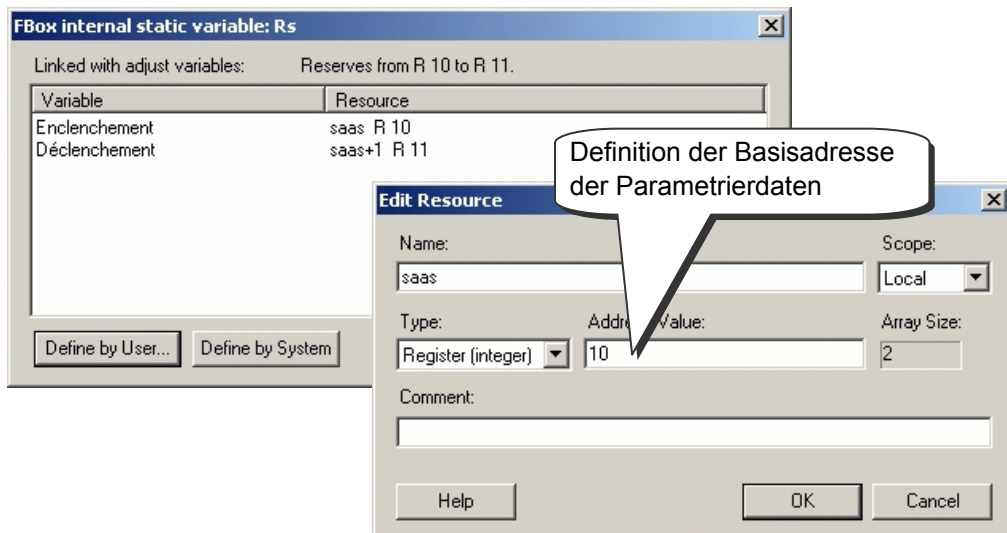 FBox internal static variable: Rs
Linked with adjust variables: Reserves from R 10 to R 11.
Variable Resource
Enclenchement saas R 10
Déclenchement saas+1 R 11
Define by User... Define by System
Definition der Basisadresse
der Parametrierdaten
Edit Resource
Name: Scope:
saas Local
Type: Value: Array Size:
Register (integer) 10 2
Comment:
Help OK Cancel